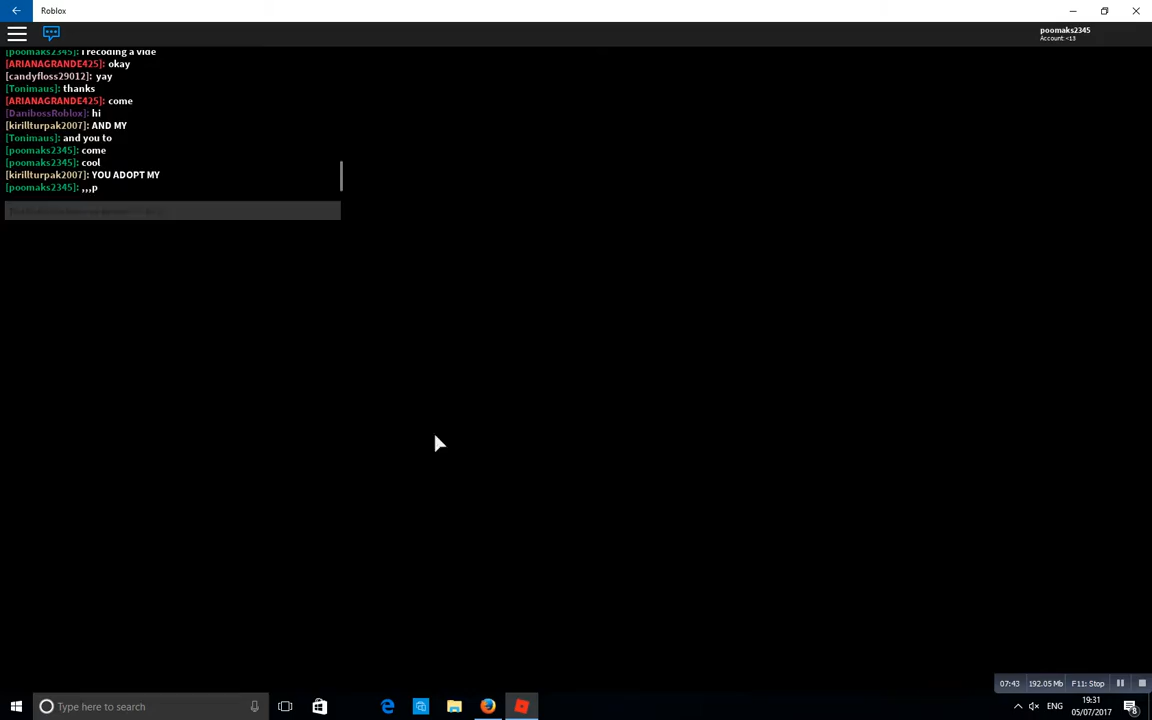 Roblox
poomaks2345
Account: <13
[poomaks2345]: i recoding a vide
[ARIANAGRANDE425]: okay
[candyfloss29012]: yay
[Tonimaus]: thanks
[ARIANAGRANDE425]: come
[DanibossRoblox]: hi
[kirillturpak2007]: AND MY
[Tonimaus]: and you to
[poomaks2345]: come
[poomaks2345]: cool
[kirillturpak2007]: YOU ADOPT MY
[poomaks2345]: ,,,p
07:43 192.05 Mb F11: Stop
Type here to search
ENG
19:31
05/07/2017
8